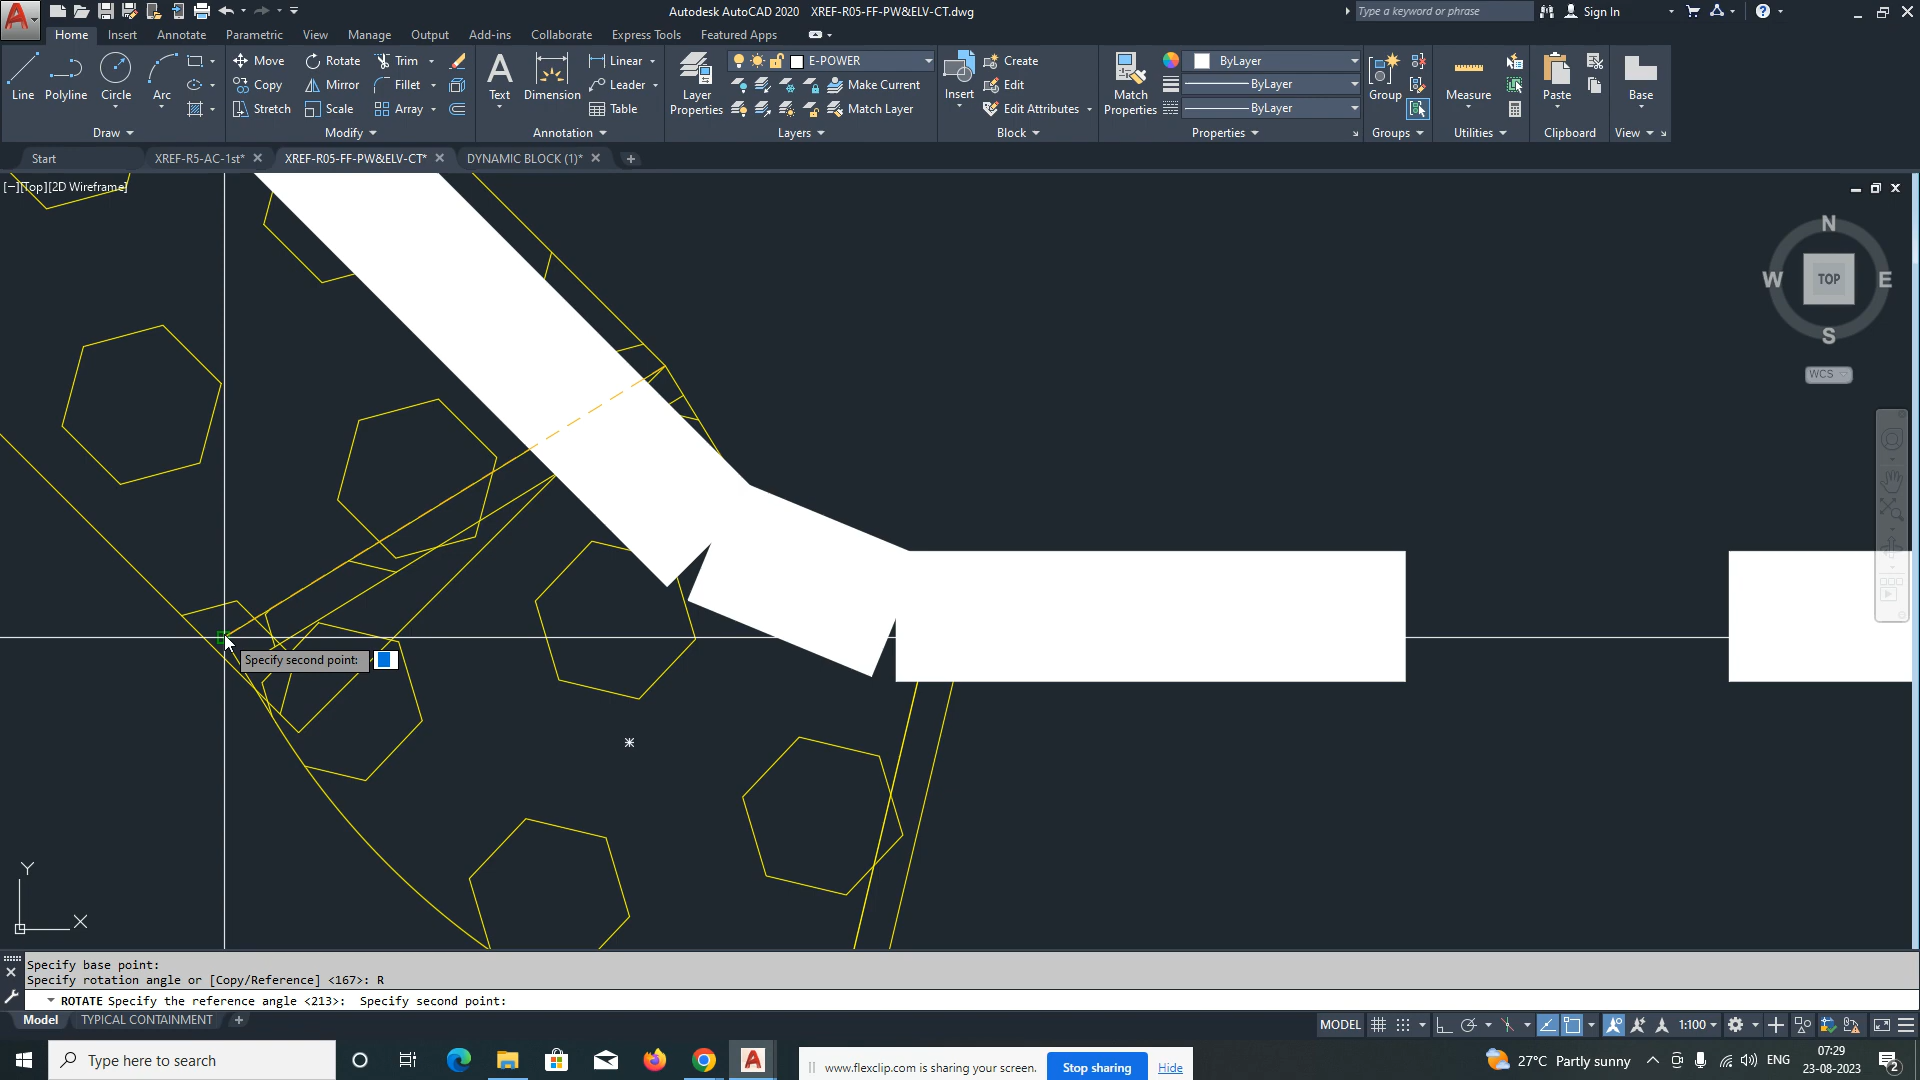 Autodesk AutoCAD 2020 XREF-R05-FF-PW&ELV-CT.dwg
Type a keyword or phrase
Sign In
Home Insert Annotate Parametric View Manage Output Add-ins Collaborate Express Tools Featured Apps
Line Polyline Circle Arc
Move Rotate Trim
Copy Mirror Fillet
Stretch Scale Array
Text Dimension
Linear
Leader
Table
Layer Properties
E-POWER
Make Current
Match Layer
Insert
Create
Edit
Edit Attributes
Match Properties
ByLayer
ByLayer
ByLayer
Group
Measure
Paste
Base
Draw Modify Annotation Layers Block Properties Groups Utilities Clipboard View
Start XREF-R5-AC-1st* XREF-R05-FF-PW&ELV-CT* DYNAMIC BLOCK (1)*
[−][Top][2D Wireframe]
N
W TOP E
S
WCS
Specify second point:
Y
X
Specify base point:
Specify rotation angle or [Copy/Reference] <167>: R
ROTATE Specify the reference angle <213>: Specify second point:
Model TYPICAL CONTAINMENT
MODEL 1:100
Type here to search
www.flexclip.com is sharing your screen. Stop sharing Hide
27°C Partly sunny
ENG
07:29
23-08-2023
2